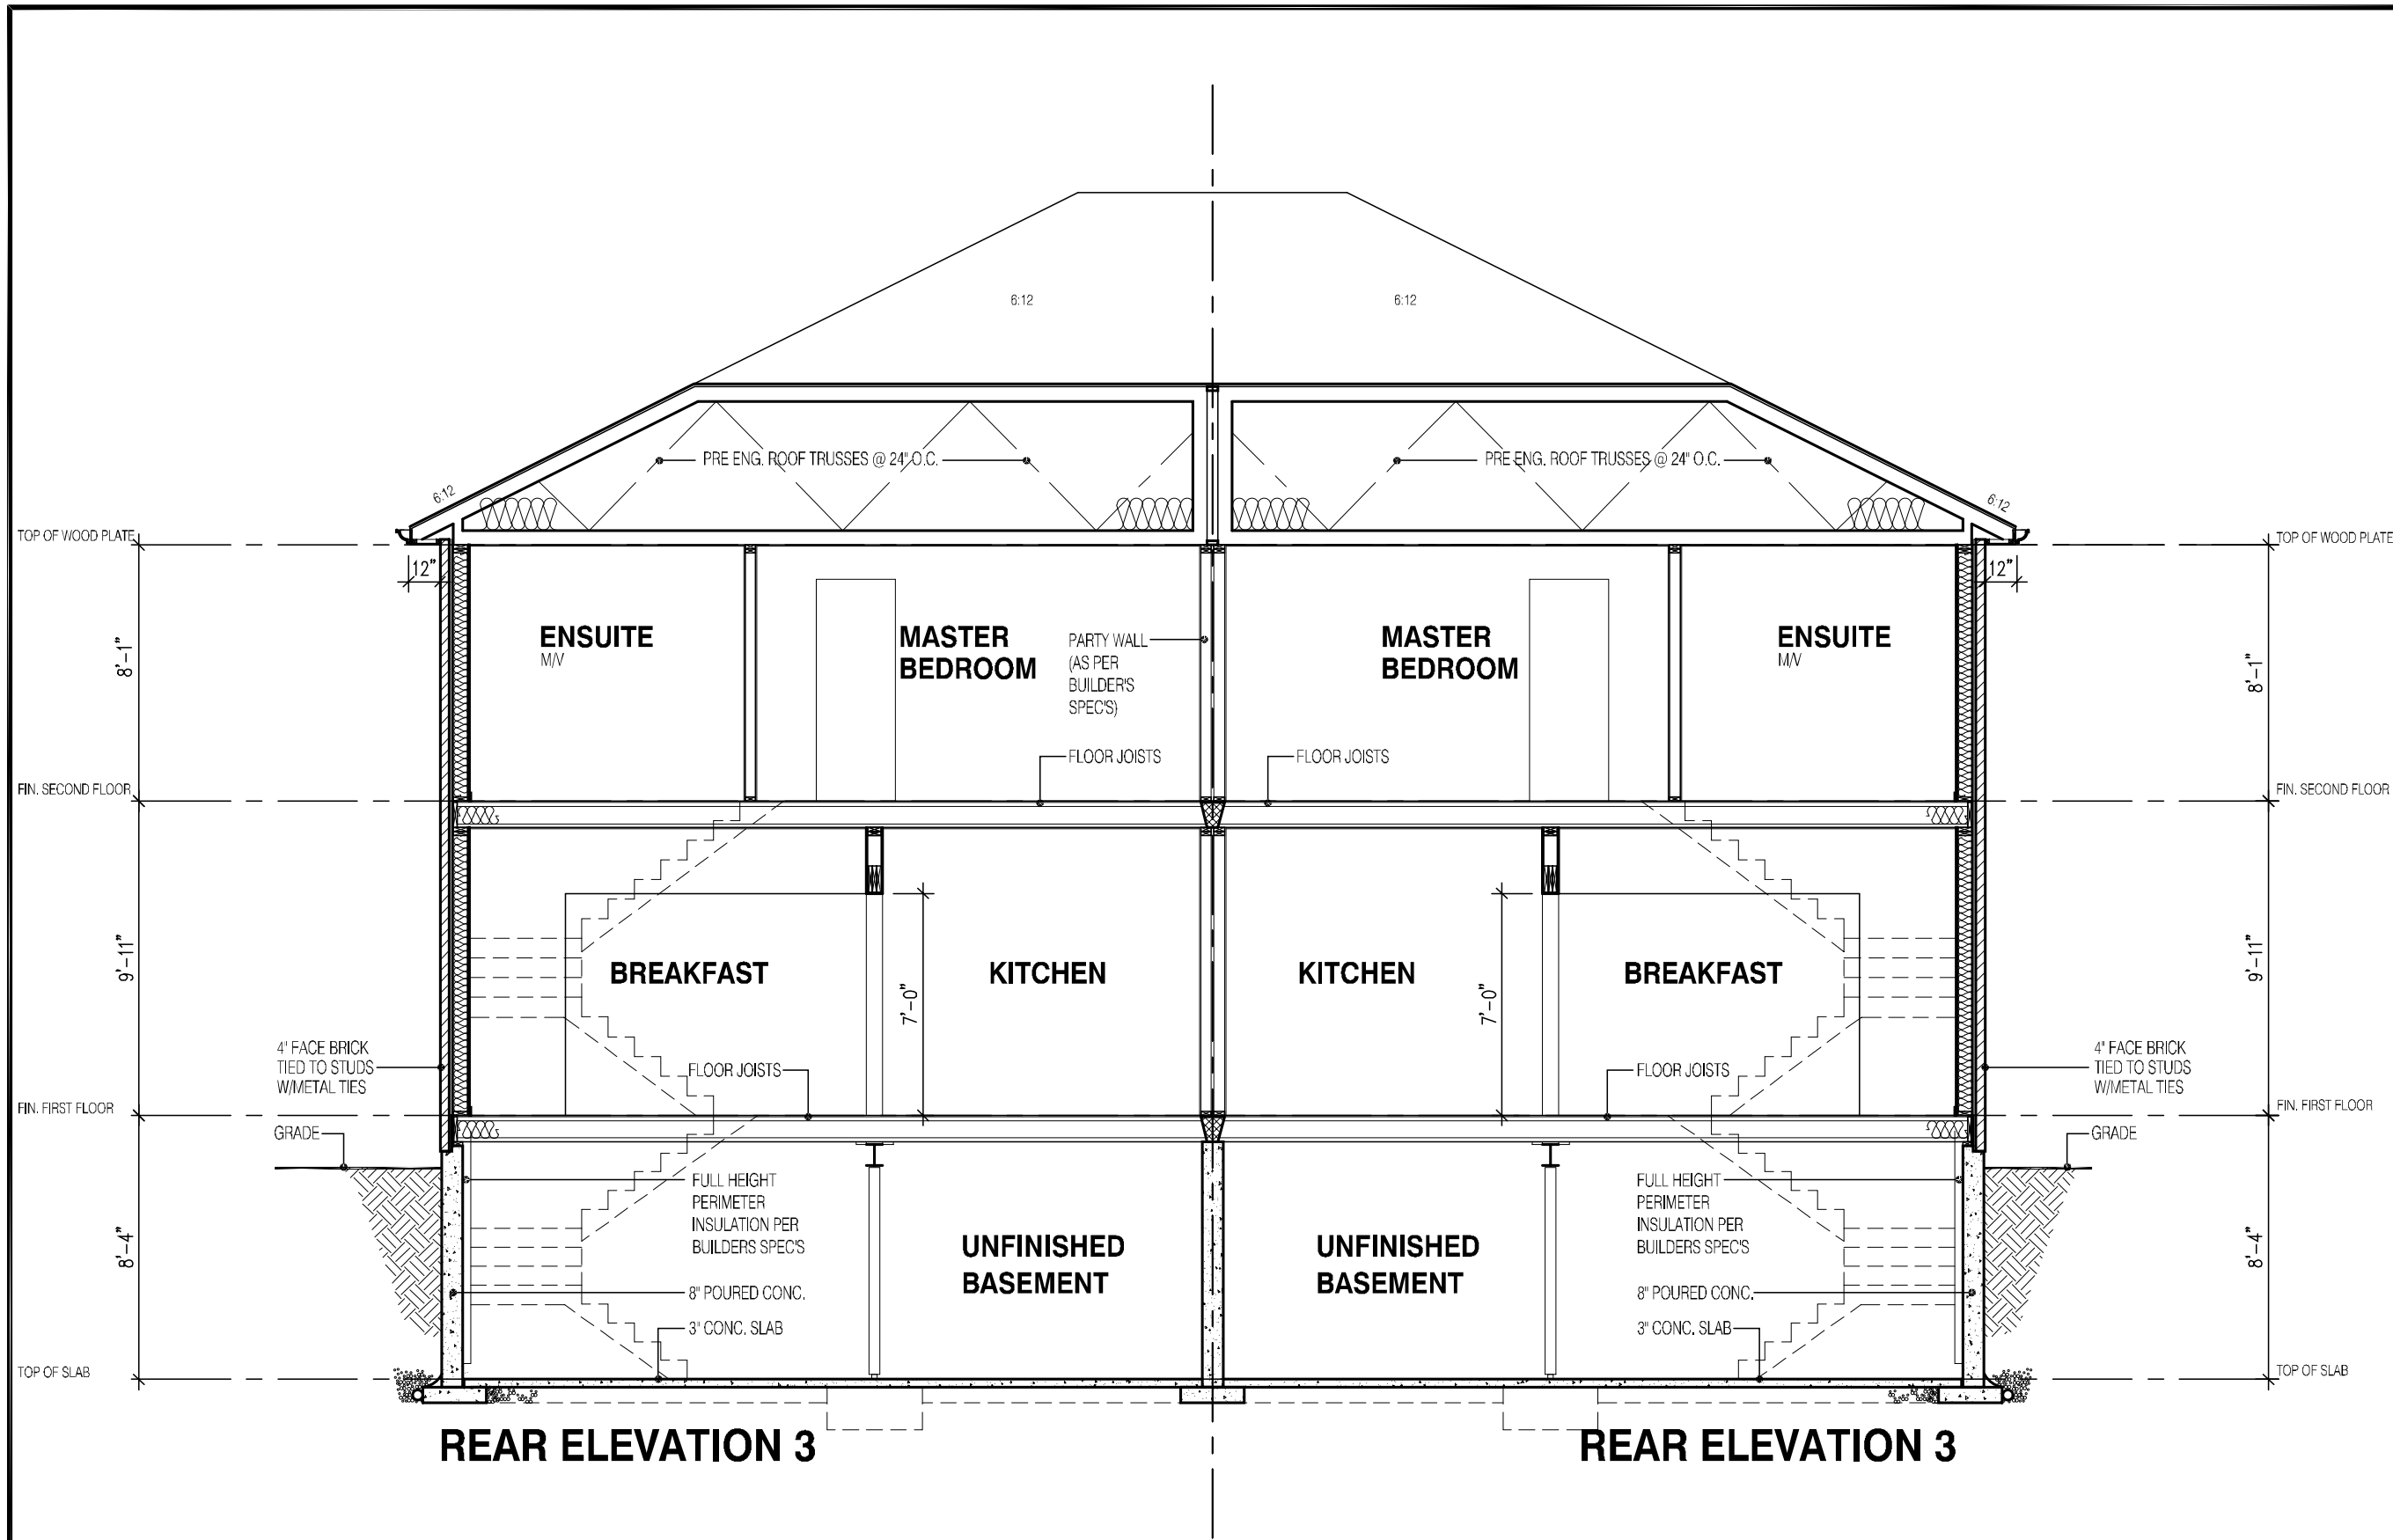 6:12
6:12
PRE ENG. ROOF TRUSSES @ 24" O.C.
PRE ENG. ROOF TRUSSES @ 24" O.C.
6:12
6:12
TOP OF WOOD PLATE
TOP OF WOOD PLATE
12"
12"
ENSUITE
M/V
MASTER
BEDROOM
PARTY WALL
(AS PER
BUILDER'S
SPEC'S)
MASTER
BEDROOM
ENSUITE
M/V
8'-1"
8'-1"
FLOOR JOISTS
FLOOR JOISTS
FIN. SECOND FLOOR
FIN. SECOND FLOOR
9'-11"
BREAKFAST
7'-0"
KITCHEN
KITCHEN
7'-0"
BREAKFAST
9'-11"
4" FACE BRICK
TIED TO STUDS
W/METAL TIES
FLOOR JOISTS
FLOOR JOISTS
4" FACE BRICK
TIED TO STUDS
W/METAL TIES
FIN. FIRST FLOOR
FIN. FIRST FLOOR
GRADE
GRADE
FULL HEIGHT
PERIMETER
INSULATION PER
BUILDERS SPEC'S
FULL HEIGHT
PERIMETER
INSULATION PER
BUILDERS SPEC'S
8'-4"
UNFINISHED
BASEMENT
UNFINISHED
BASEMENT
8'-4"
8" POURED CONC.
8" POURED CONC.
3" CONC. SLAB
3" CONC. SLAB
TOP OF SLAB
TOP OF SLAB
REAR ELEVATION 3
REAR ELEVATION 3